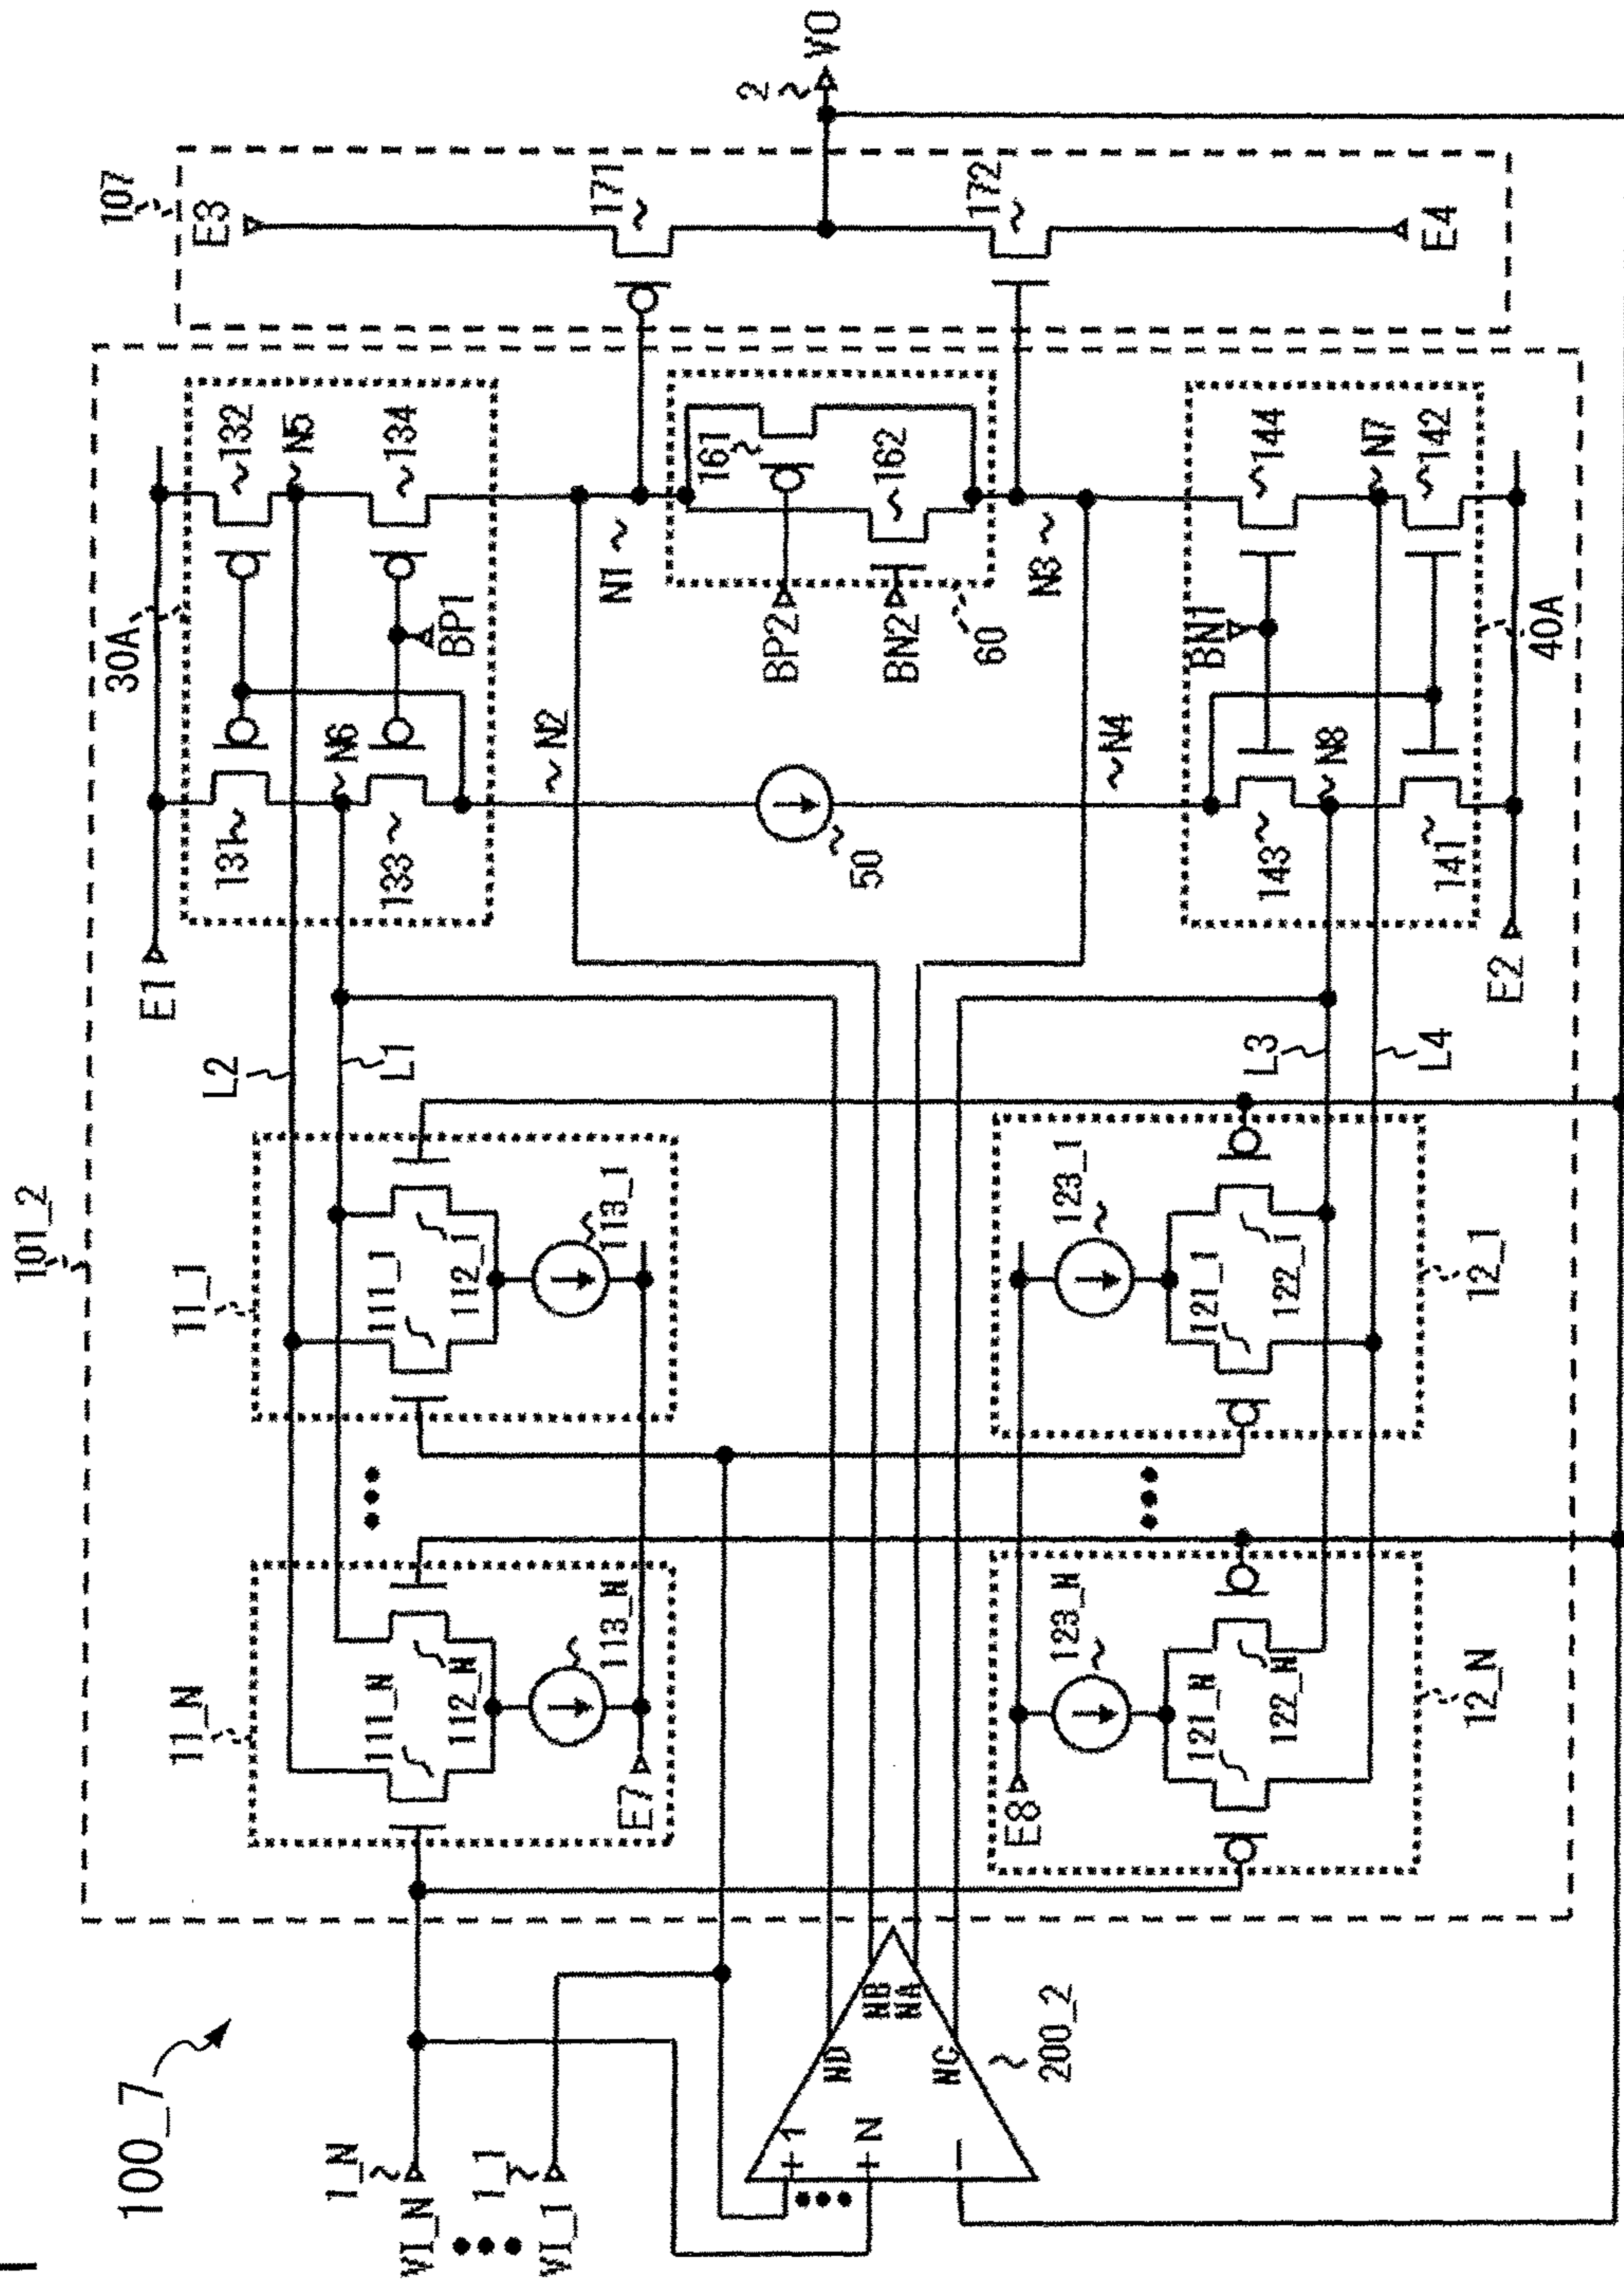 100_7
101_2
107
E3
171
172
E4
2
VO
E1
30A
132
N5
134
131
N6
133
BP1
N1
N2
161
162
BP2
BN2
60
50
N3
N4
BN1
144
N7
142
143
N8
141
40A
E2
L2
L1
L3
L4
11_1
111_1
112_1
113_1
123_1
121_1
122_1
12_1
11_N
111_N
112_N
113_N
E7
E8
123_N
121_N
122_N
12_N
1_N
VI_N
1_1
VI_1
+1
+N
−
ND
NB
NA
NC
200_2